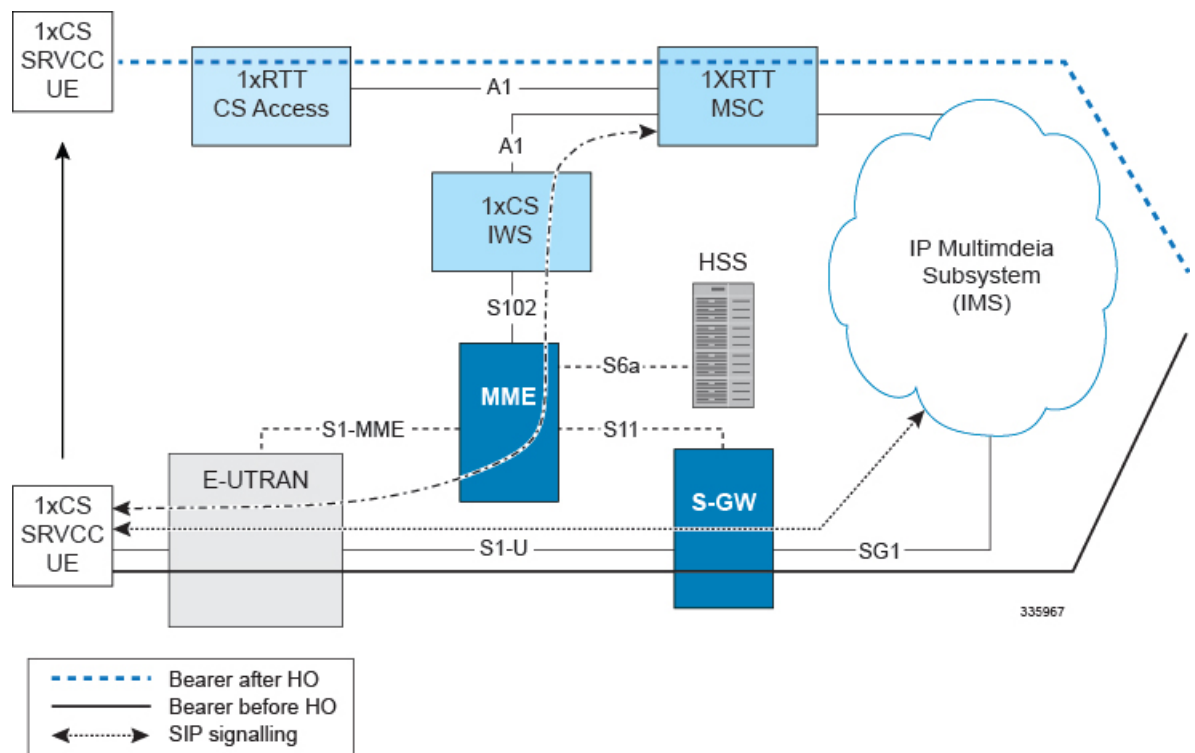 1xCS
SRVCC
UE
1xRTT
CS Access
A1
1XRTT
MSC
A1
1xCS
IWS
IP Multimdeia
Subsystem
(IMS)
HSS
S102
S6a
MME
S1-MME
S11
E-UTRAN
S-GW
1xCS
SRVCC
UE
S1-U
SG1
335967
Bearer after HO
Bearer before HO
SIP signalling